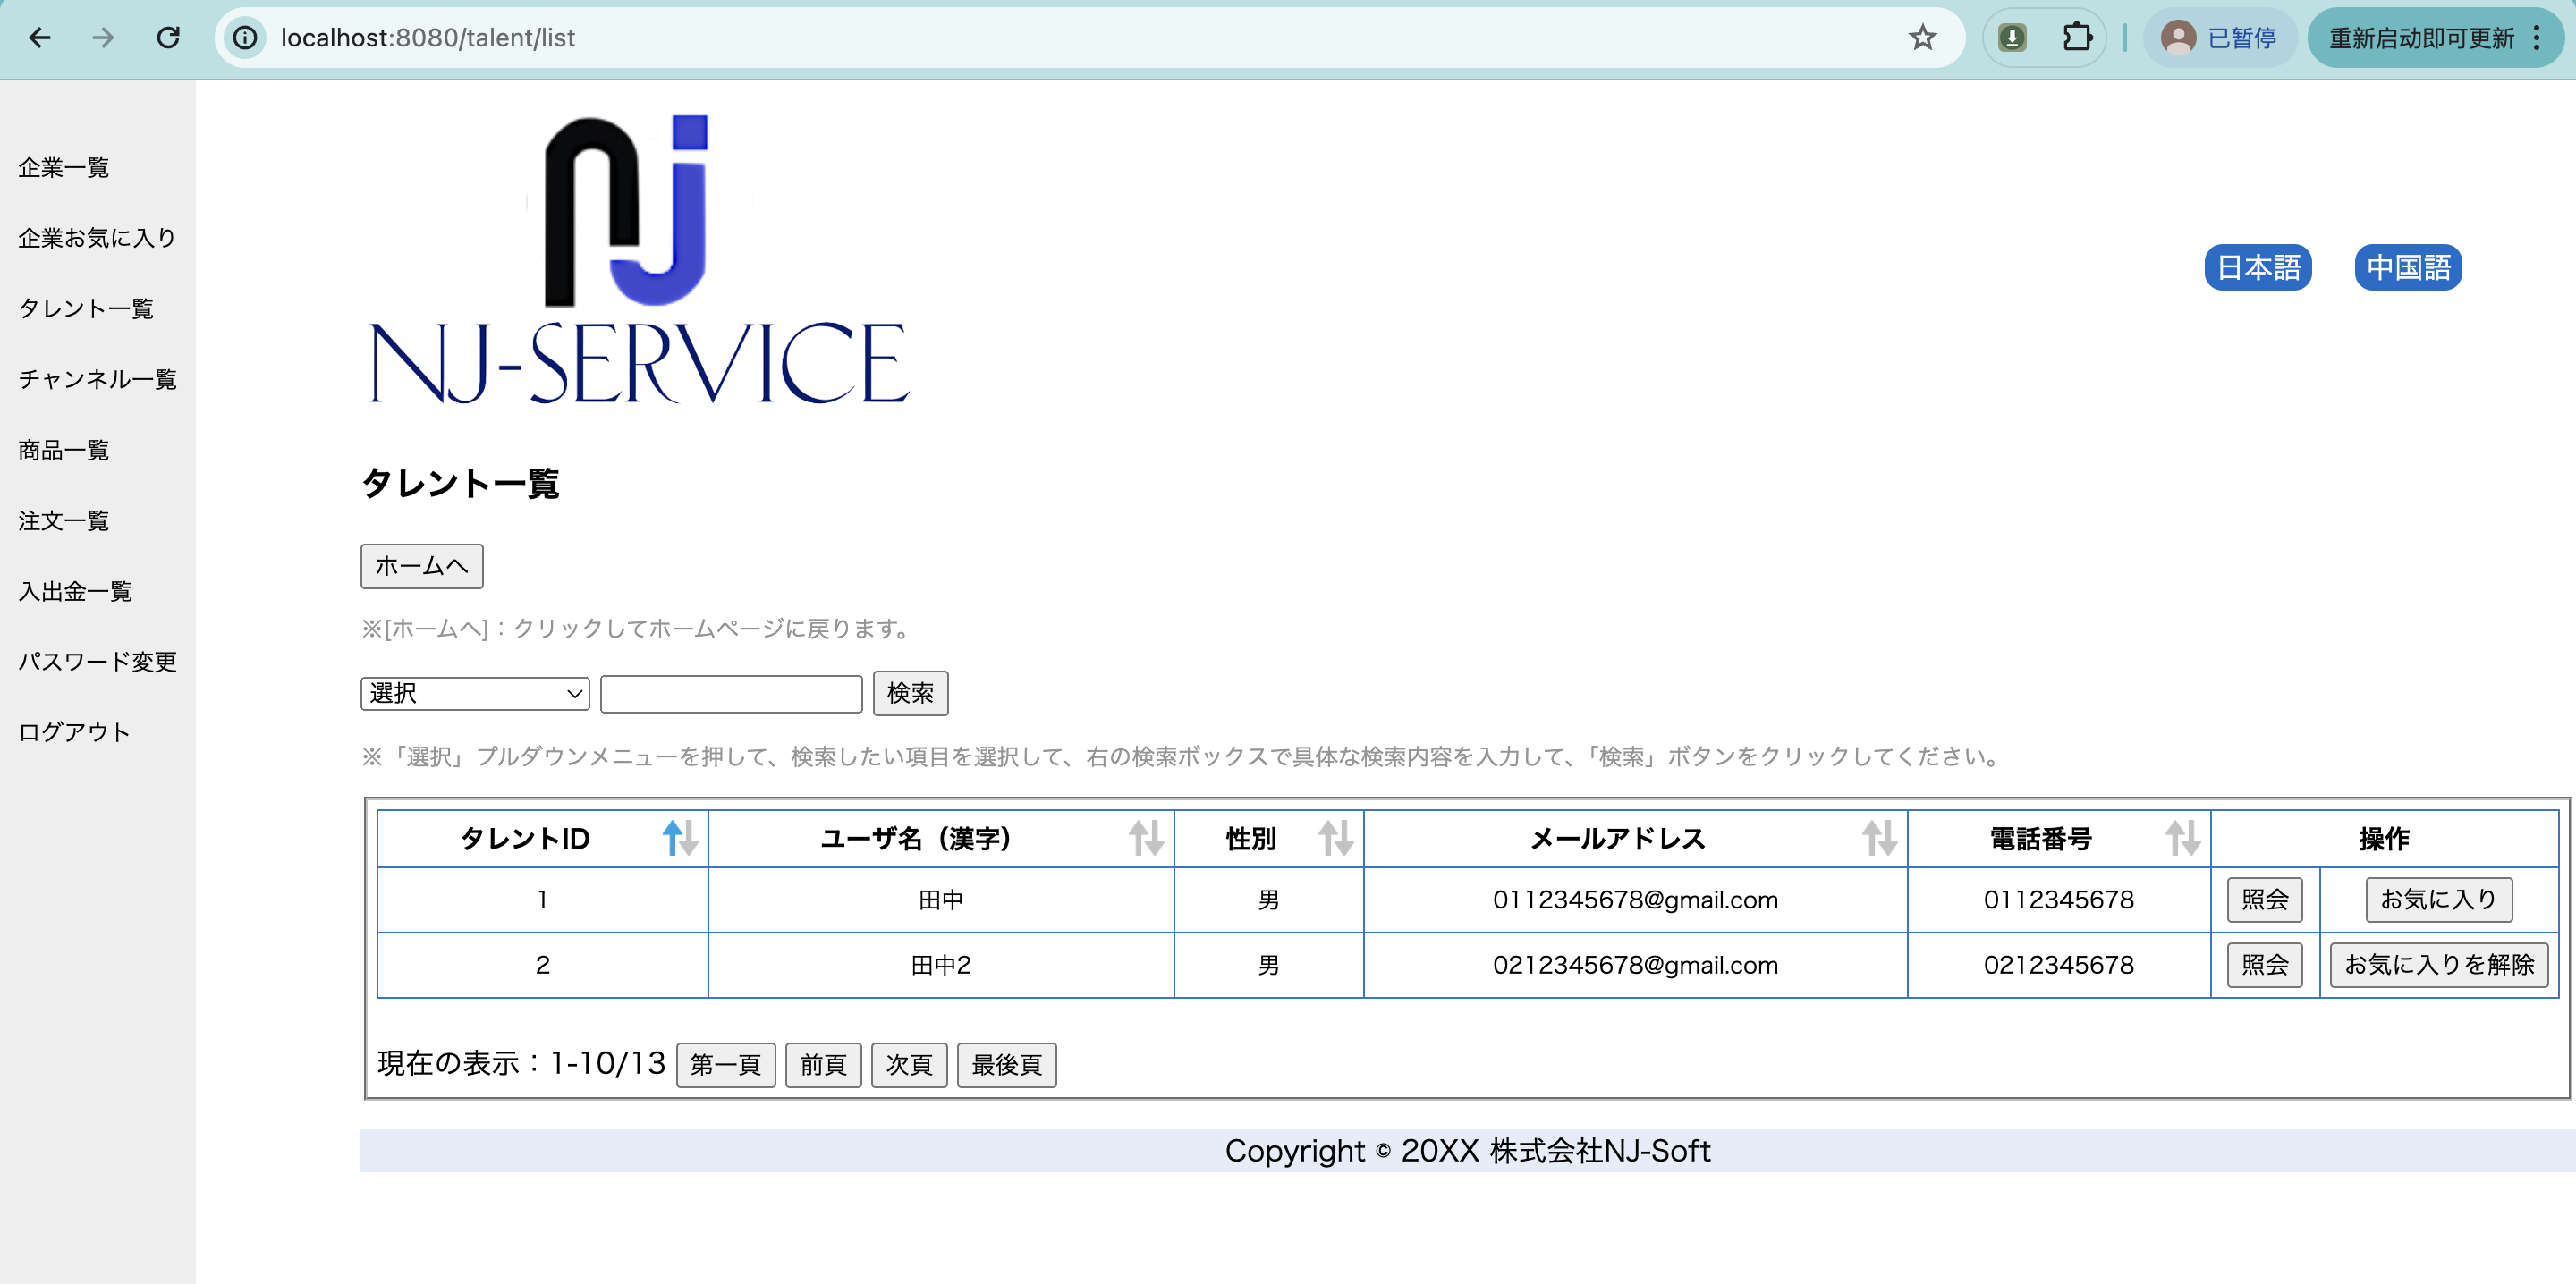 localhost:8080/talent/list
已暂停
重新启动即可更新
企業一覧
企業お気に入り
タレント一覧
チャンネル一覧
商品一覧
注文一覧
入出金一覧
パスワード変更
ログアウト
nj
NJ-SERVICE
日本語 中国語
タレント一覧
ホームへ
※[ホームへ]：クリックしてホームページに戻ります。
選択 検索
※「選択」プルダウンメニューを押して、検索したい項目を選択して、右の検索ボックスで具体な検索内容を入力して、「検索」ボタンをクリックしてください。
タレントID ユーザ名（漢字） 性別 メールアドレス 電話番号 操作
1 田中 男 0112345678@gmail.com 0112345678 照会 お気に入り
2 田中2 男 0212345678@gmail.com 0212345678 照会 お気に入りを解除
現在の表示：1-10/13 第一頁 前頁 次頁 最後頁
Copyright © 20XX 株式会社NJ-Soft